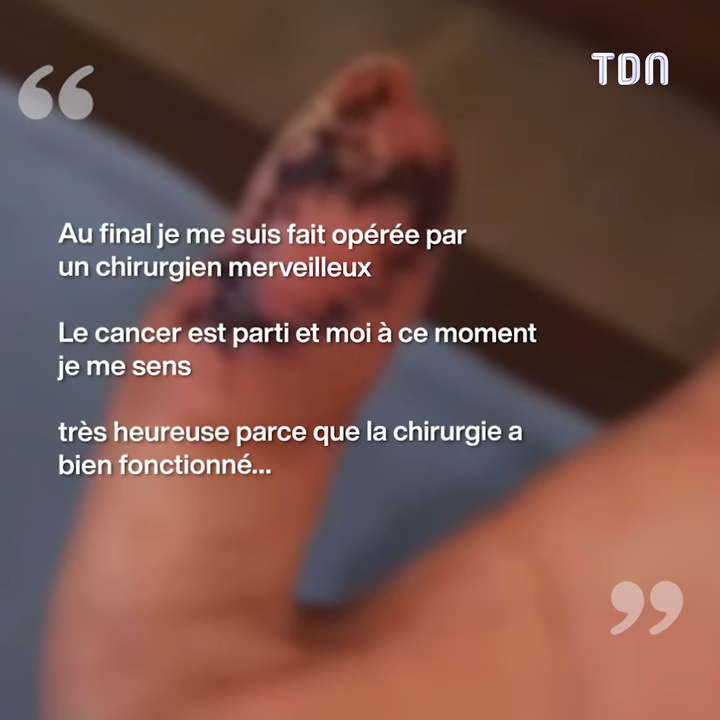 TDN
“
Au final je me suis fait opérée par
un chirurgien merveilleux
Le cancer est parti et moi à ce moment
je me sens
très heureuse parce que la chirurgie a
bien fonctionné...
”